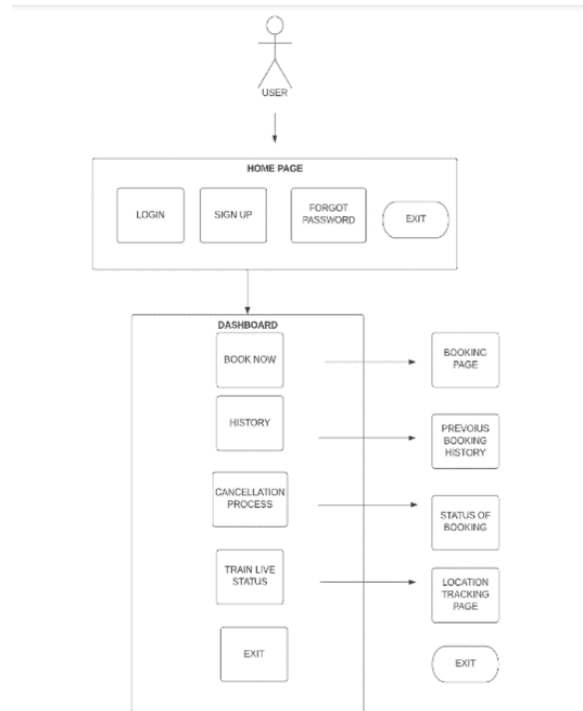 USER
HOME PAGE
LOGIN
SIGN UP
FORGOT
PASSWORD
EXIT
DASHBOARD
BOOK NOW
BOOKING
PAGE
HISTORY
PREVOIUS
BOOKING
HISTORY
CANCELLATION
PROCESS
STATUS OF
BOOKING
TRAIN LIVE
STATUS
LOCATION
TRACKING
PAGE
EXIT
EXIT